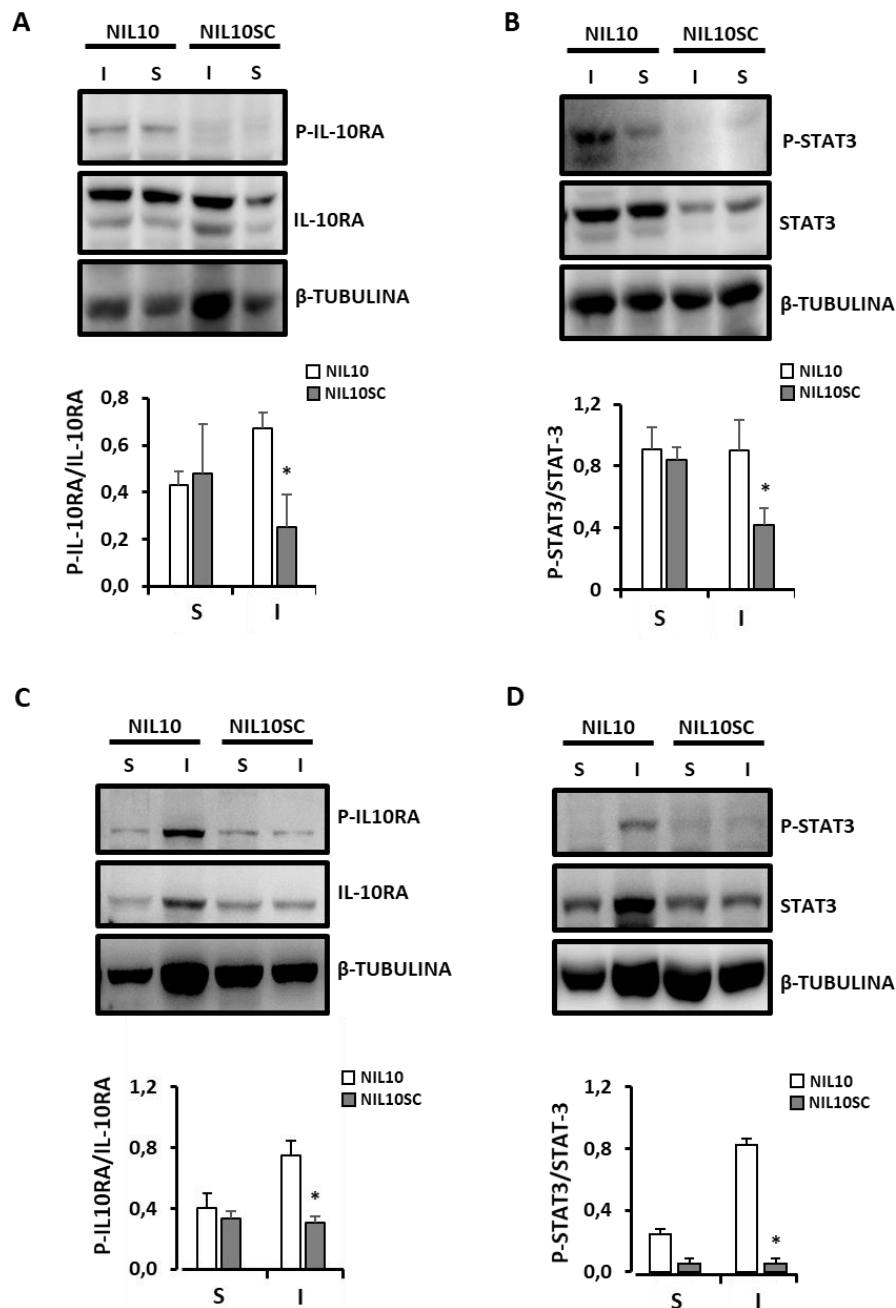 A
NIL10 NIL10SC
I S I S
P-IL-10RA
IL-10RA
β-TUBULINA
NIL10
NIL10SC
P-IL-10RA/IL-10RA
0,8
0,6
0,4
0,2
0,0
*
S I
B
NIL10 NIL10SC
I S I S
P-STAT3
STAT3
β-TUBULINA
NIL10
NIL10SC
P-STAT3/STAT-3
1,2
0,8
0,4
0
*
S I
C
NIL10 NIL10SC
S I S I
P-IL10RA
IL-10RA
β-TUBULINA
NIL10
NIL10SC
P-IL10RA/IL-10RA
1,2
0,8
0,4
0,0
*
S I
D
NIL10 NIL10SC
S I S I
P-STAT3
STAT3
β-TUBULINA
NIL10
NIL10SC
P-STAT3/STAT-3
1,2
0,8
0,4
0,0
*
S I